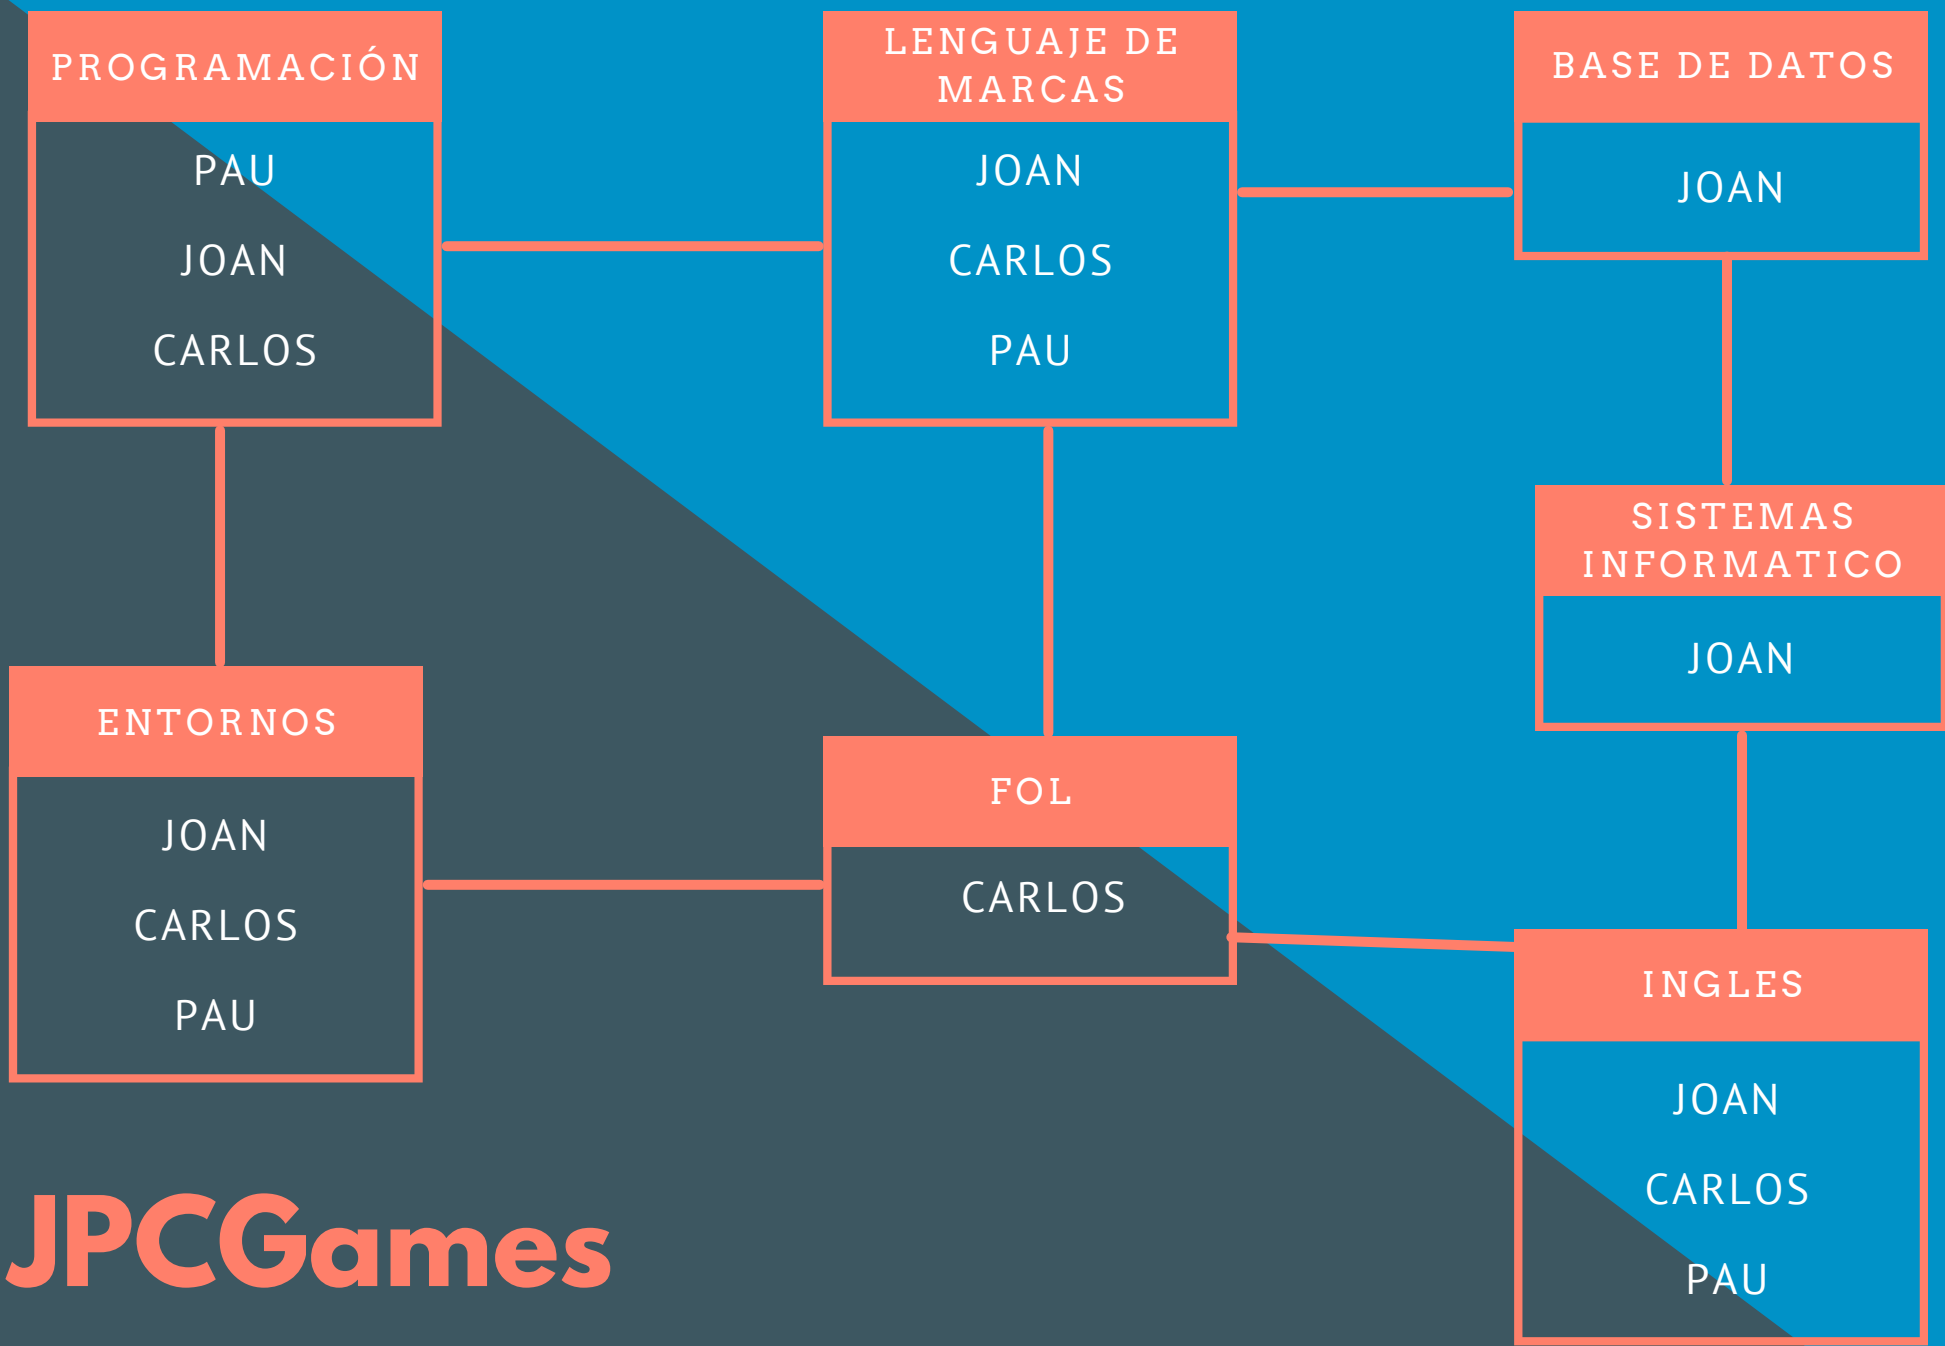 PROGRAMACIÓN
PAU
JOAN
CARLOS
LENGUAJE DE
MARCAS
JOAN
CARLOS
PAU
BASE DE DATOS
JOAN
SISTEMAS
INFORMATICO
JOAN
ENTORNOS
JOAN
CARLOS
PAU
FOL
CARLOS
INGLES
JOAN
CARLOS
PAU
JPCGames